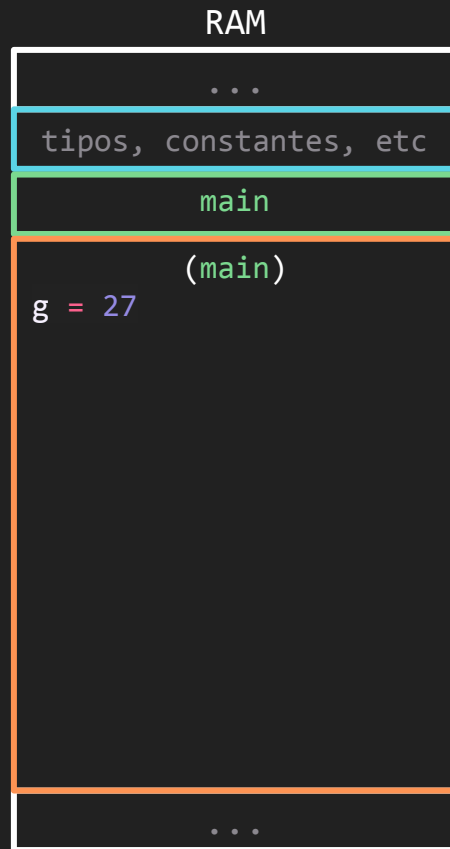 RAM
...
tipos, constantes, etc
main
(main)
g = 27
...